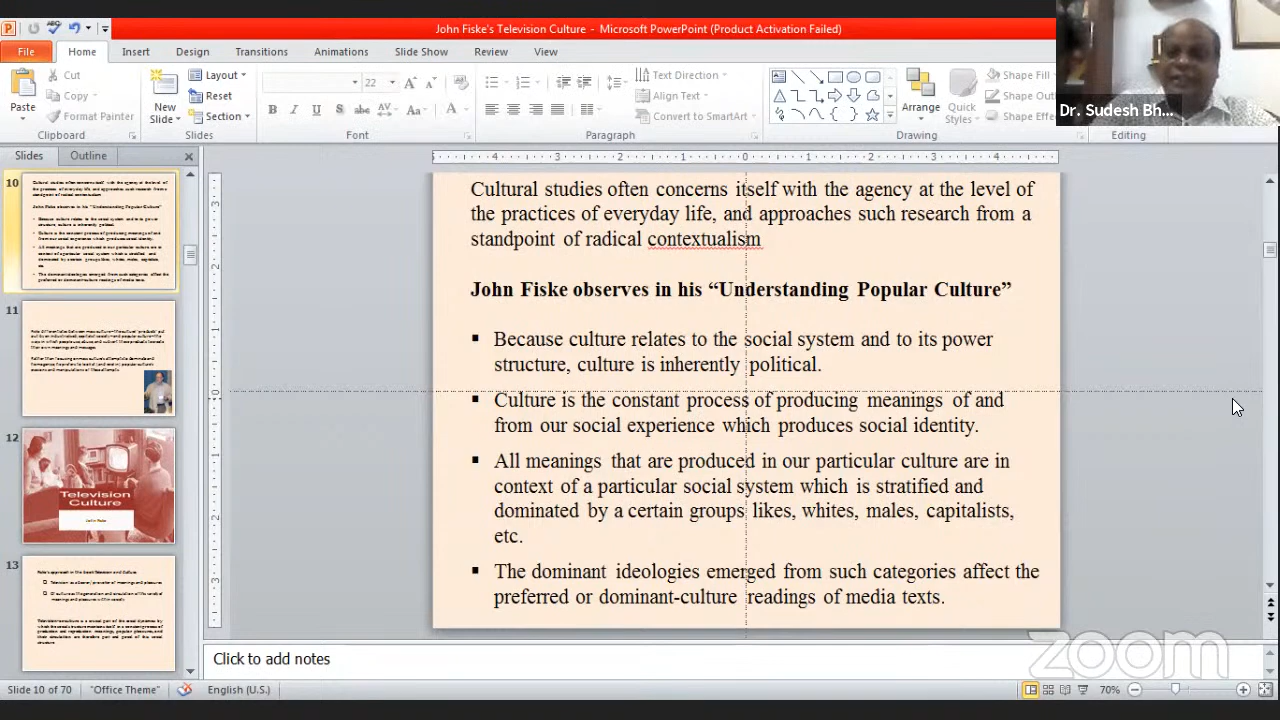 John Fiske's Television Culture - Microsoft PowerPoint (Product Activation Failed)
File Home Insert Design Transitions Animations Slide Show Review View
Paste
Cut
Copy
Format Painter
Clipboard
New Slide
Layout
Reset
Section
Slides
22
Font
Text Direction
Align Text
Convert to SmartArt
Paragraph
Arrange
Quick Styles
Shape Fill
Shape Outl
Shape Effe
Drawing
Editing
Dr. Sudesh Bh...
Slides Outline
10
11
12
Television
Culture
John Fiske
13
Cultural studies often concerns itself with the agency at the level of
the practices of everyday life, and approaches such research from a
standpoint of radical contextualism
John Fiske observes in his “Understanding Popular Culture”
▪ Because culture relates to the social system and to its power
structure, culture is inherently political.
▪ Culture is the constant process of producing meanings of and
from our social experience which produces social identity.
▪ All meanings that are produced in our particular culture are in
context of a particular social system which is stratified and
dominated by a certain groups likes, whites, males, capitalists,
etc.
▪ The dominant ideologies emerged from such categories affect the
preferred or dominant-culture readings of media texts.
Click to add notes
zoom
Slide 10 of 70 "Office Theme" English (U.S.) 70%